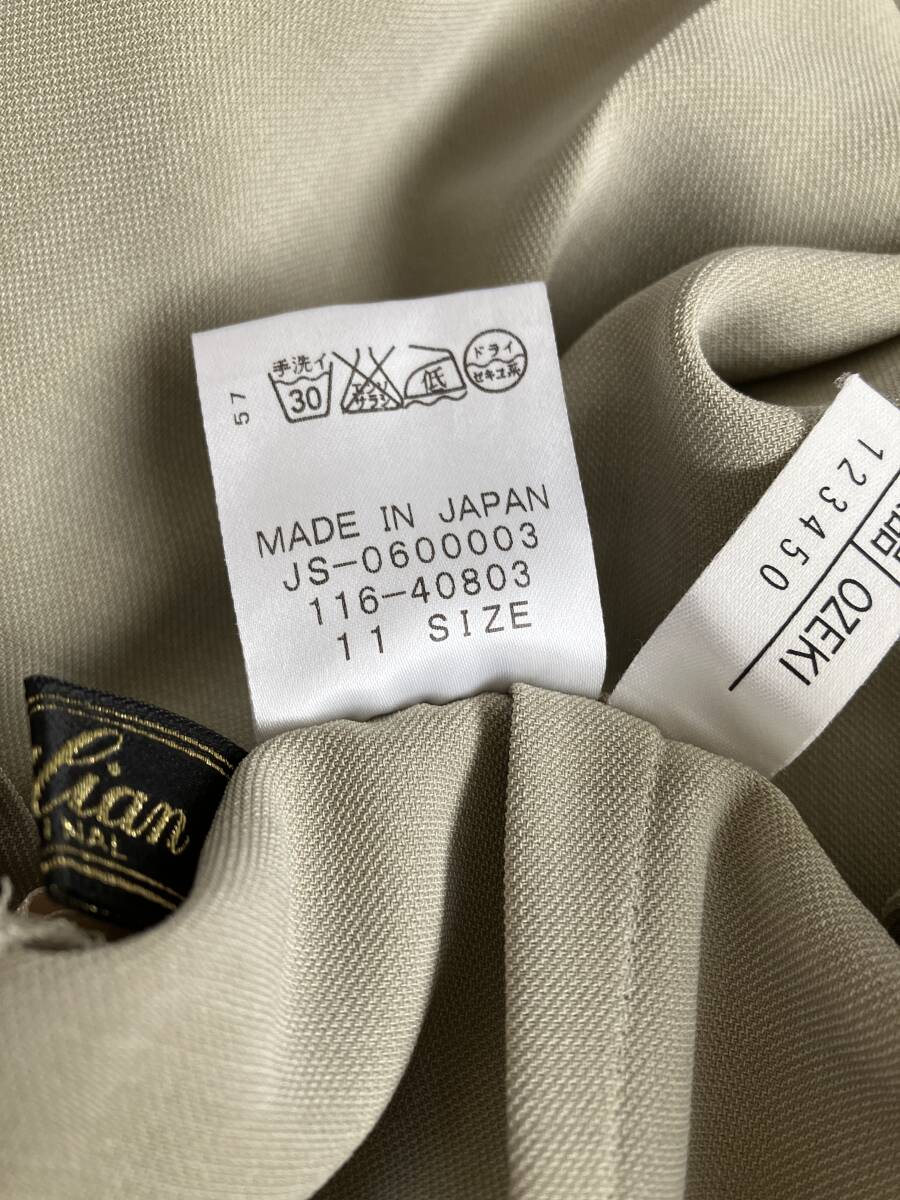 手洗イ
30
エンソ
サラシ
低
ドライ
セキユ系
57
MADE IN JAPAN
JS-0600003
116-40803
11 SIZE
123450
OZEKI